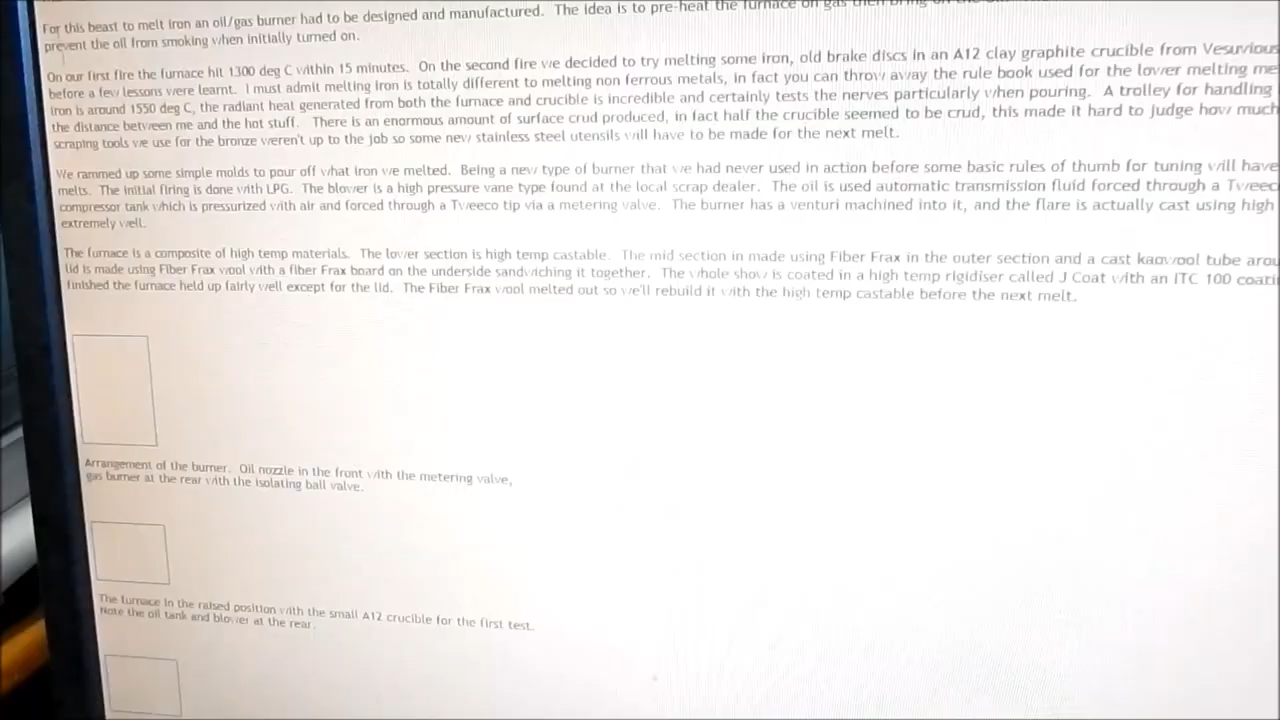 For this beast to melt iron an oil/gas burner had to be designed and manufactured. The idea is to pre-heat the furnace on gas then bring on the
prevent the oil from smoking when initially turned on.
On our first fire the furnace hit 1300 deg C within 15 minutes. On the second fire we decided to try melting some iron, old brake discs in an A12 clay graphite crucible from Vesuvious
before a few lessons were learnt. I must admit melting iron is totally different to melting non ferrous metals, in fact you can throw away the rule book used for the lower melting me
iron is around 1550 deg C, the radiant heat generated from both the furnace and crucible is incredible and certainly tests the nerves particularly when pouring. A trolley for handling
the distance between me and the hot stuff. There is an enormous amount of surface crud produced, in fact half the crucible seemed to be crud, this made it hard to judge how much
scraping tools we use for the bronze weren't up to the job so some new stainless steel utensils will have to be made for the next melt.
We rammed up some simple molds to pour off what iron we melted. Being a new type of burner that we had never used in action before some basic rules of thumb for tuning will have
melts. The initial firing is done with LPG. The blower is a high pressure vane type found at the local scrap dealer. The oil is used automatic transmission fluid forced through a Tweec
compressor tank which is pressurized with air and forced through a Tweeco tip via a metering valve. The burner has a venturi machined into it, and the flare is actually cast using high
extremely well.
The furnace is a composite of high temp materials. The lower section is high temp castable. The mid section in made using Fiber Frax in the outer section and a cast kaowool tube arou
lid is made using Fiber Frax wool with a fiber Frax board on the underside sandwiching it together. The whole show is coated in a high temp rigidiser called J Coat with an ITC 100 coati
finished the furnace held up fairly well except for the lid. The Fiber Frax wool melted out so we'll rebuild it with the high temp castable before the next melt.
Arrangement of the burner. Oil nozzle in the front with the metering valve,
gas burner at the rear with the isolating ball valve.
The furnace in the raised position with the small A12 crucible for the first test.
Note the oil tank and blower at the rear.